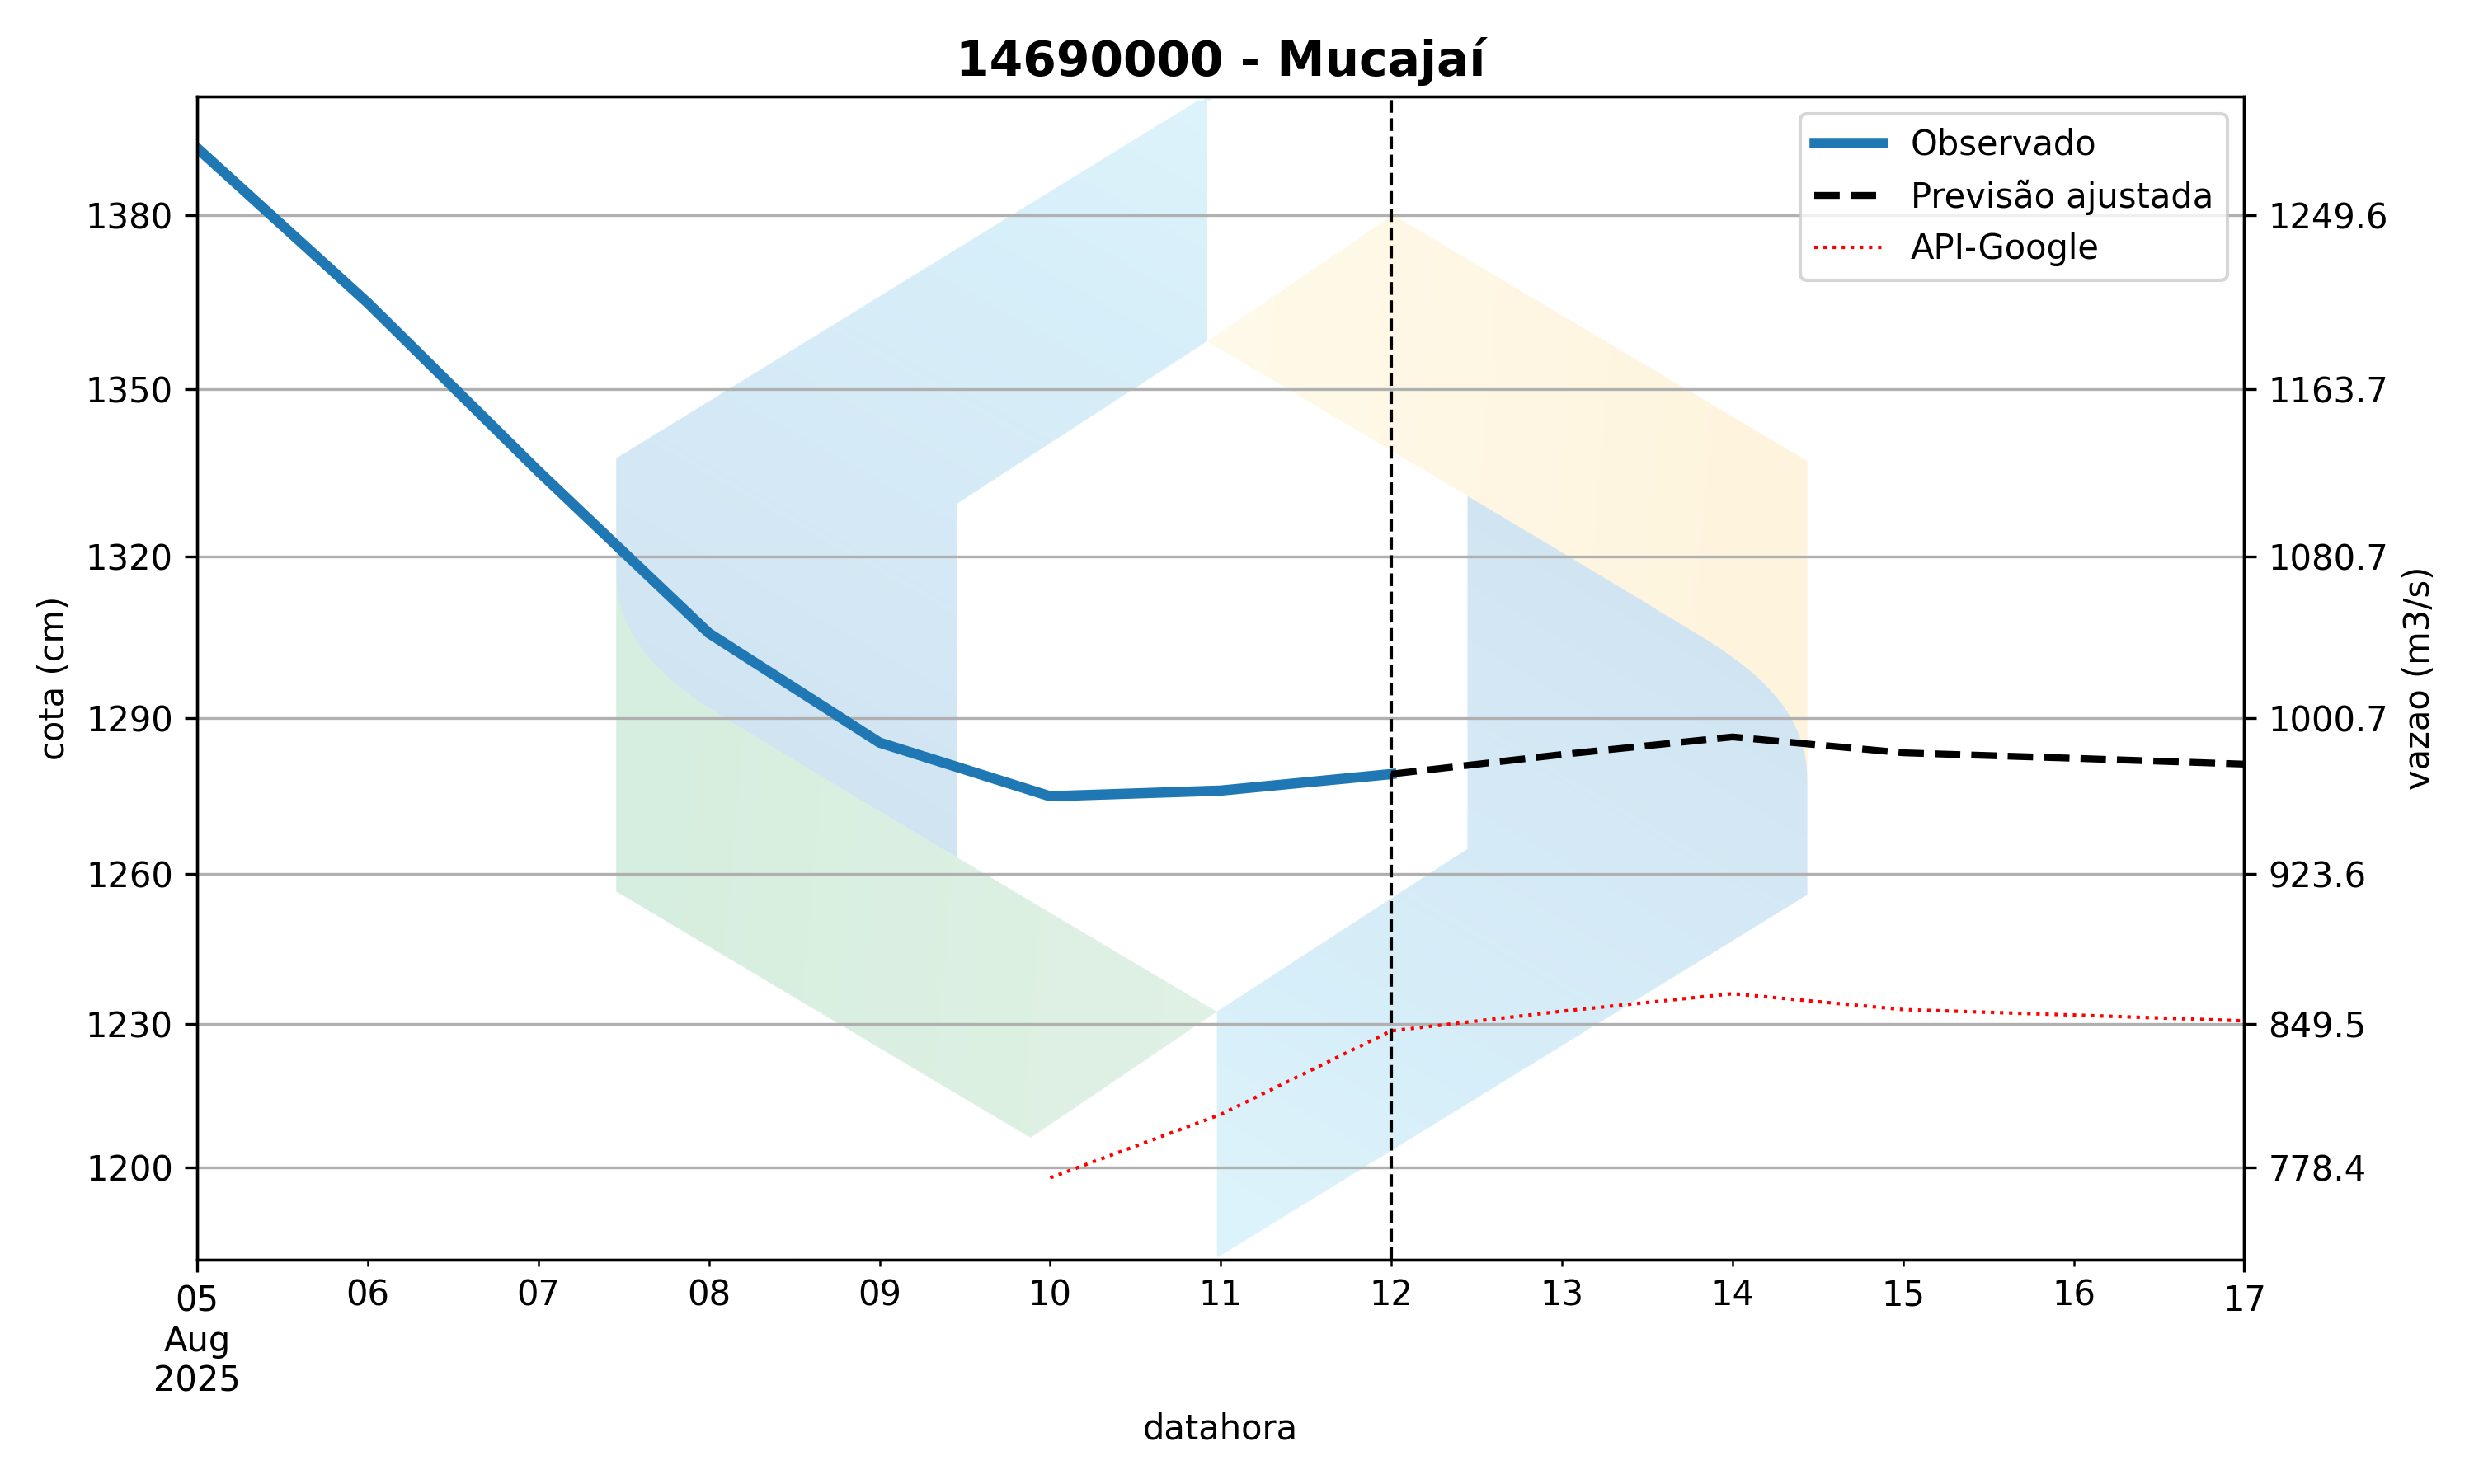 14690000 - Mucajaí
Observado
Previsão ajustada
API-Google
1380
1350
1320
1290
1260
1230
1200
cota (cm)
1249.6
1163.7
1080.7
1000.7
923.6
849.5
778.4
vazao (m3/s)
05 06 07 08 09 10 11 12 13 14 15 16 17
Aug
2025
datahora